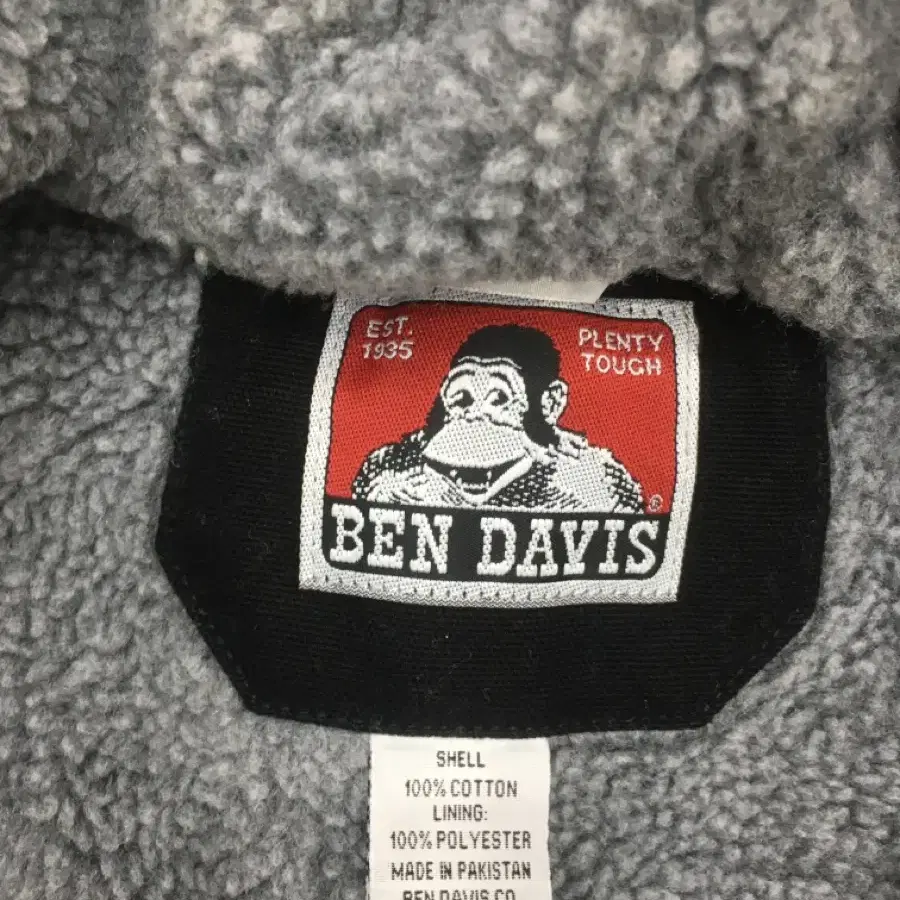 EST.
1935
PLENTY
TOUGH
®
BEN DAVIS
SHELL
100% COTTON
LINING:
100% POLYESTER
MADE IN PAKISTAN
BEN DAVIS CO.